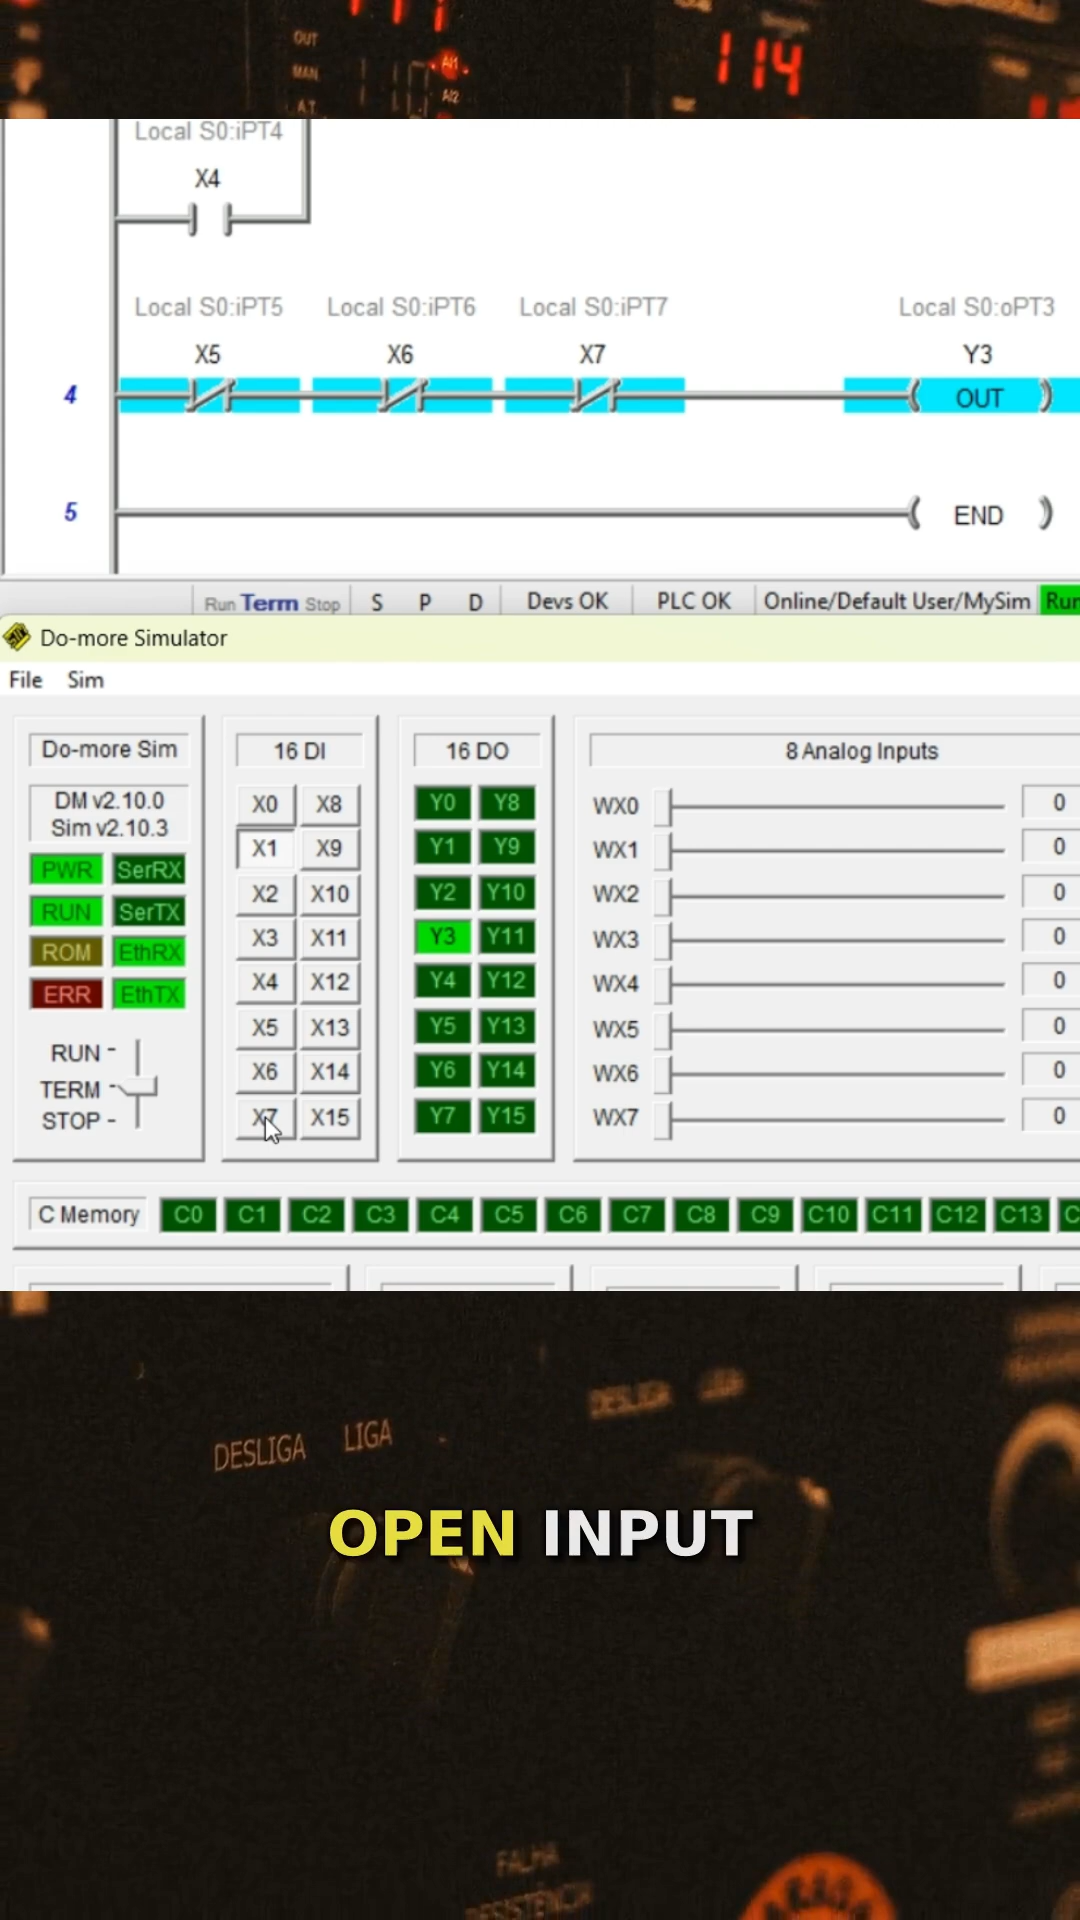 OUT
MAN.
A.T
AI1
AI2
114
Local S0:iPT4
X4
Local S0:iPT5 Local S0:iPT6 Local S0:iPT7 Local S0:oPT3
X5 X6 X7 Y3
4 OUT
5 END
Run Term Stop S P D Devs OK PLC OK Online/Default User/MySim Run
Do-more Simulator
File Sim
Do-more Sim 16 DI 16 DO 8 Analog Inputs
DM v2.10.0
Sim v2.10.3
X0 X8 Y0 Y8 WX0 0
X1 X9 Y1 Y9 WX1 0
PWR SerRX
X2 X10 Y2 Y10 WX2 0
RUN SerTX
X3 X11 Y3 Y11 WX3 0
ROM EthRX
X4 X12 Y4 Y12 WX4 0
ERR EthTX
X5 X13 Y5 Y13 WX5 0
RUN
X6 X14 Y6 Y14 WX6 0
TERM
X7 X15 Y7 Y15 WX7 0
STOP
C Memory C0 C1 C2 C3 C4 C5 C6 C7 C8 C9 C10 C11 C12 C13 C
DESLIGA LIGA
DESLIGA LIGA
OPEN INPUT
FALHA
RESISTÊNCIA